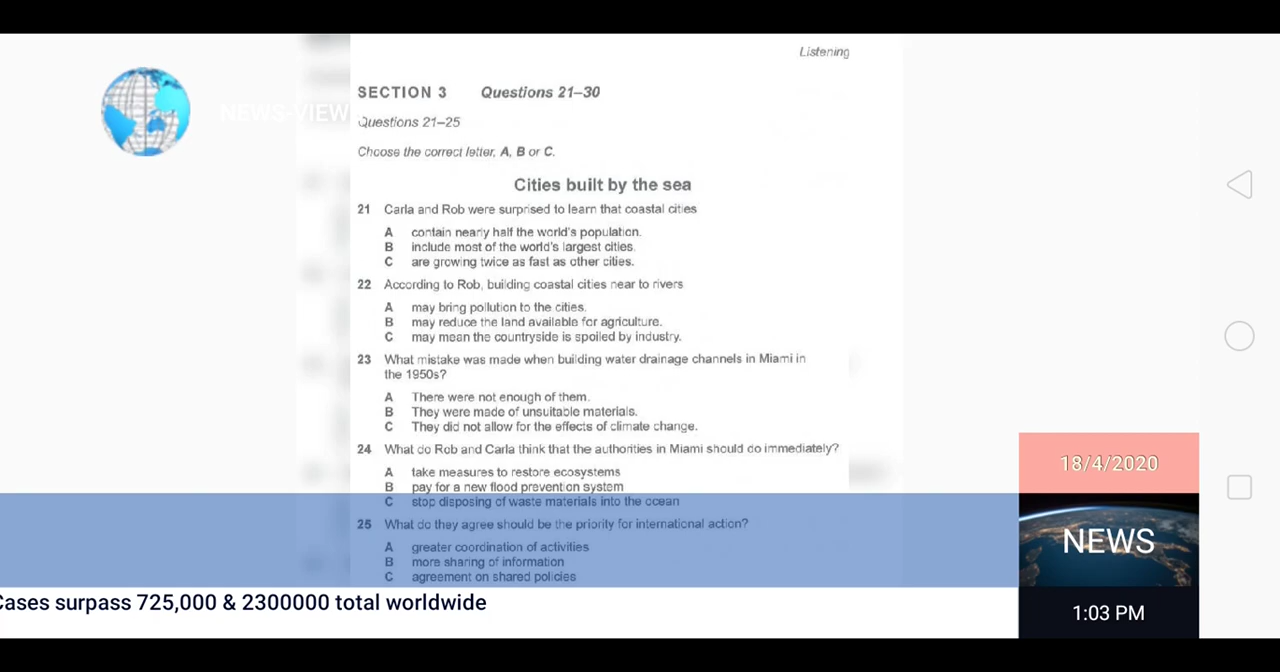 Listening
NEWS-VIEW
SECTION 3 Questions 21–30
Questions 21–25
Choose the correct letter, A, B or C.
Cities built by the sea
21 Carla and Rob were surprised to learn that coastal cities
A contain nearly half the world's population.
B include most of the world's largest cities.
C are growing twice as fast as other cities.
22 According to Rob, building coastal cities near to rivers
A may bring pollution to the cities.
B may reduce the land available for agriculture.
C may mean the countryside is spoiled by industry.
23 What mistake was made when building water drainage channels in Miami in
the 1950s?
A There were not enough of them.
B They were made of unsuitable materials.
C They did not allow for the effects of climate change.
24 What do Rob and Carla think that the authorities in Miami should do immediately?
A take measures to restore ecosystems
B pay for a new flood prevention system
C stop disposing of waste materials into the ocean
25 What do they agree should be the priority for international action?
A greater coordination of activities
B more sharing of information
C agreement on shared policies
18/4/2020
NEWS
1:03 PM
Cases surpass 725,000 & 2300000 total worldwide